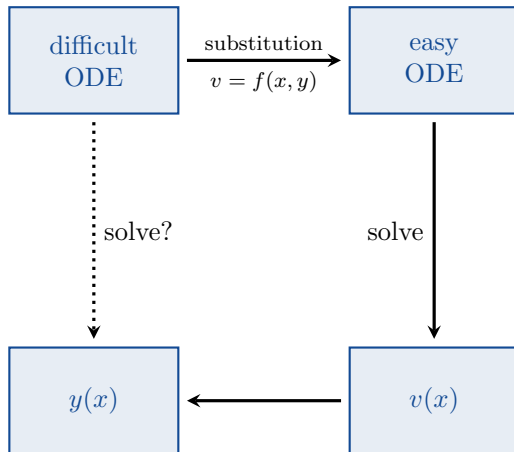 difficult
ODE
substitution
v = f(x, y)
easy
ODE
solve?
solve
y(x)
v(x)